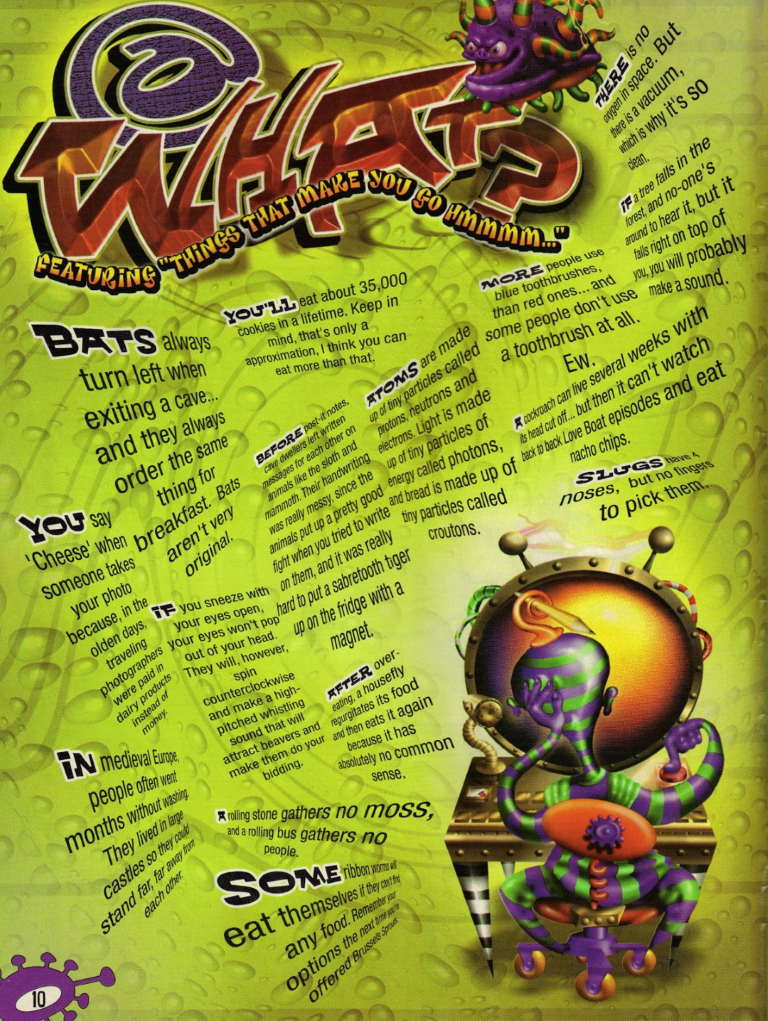 @
WHAT?
FEATURING "THINGS THAT MAKE YOU GO HMMMM..."
THERE is no
oxygen in space. But
there is a vacuum,
which is why it's so
clean.
IF a tree falls in the
forest, and no-one's
around to hear it, but it
falls right on top of
you, you will probably
make a sound.
YOU'LL eat about 35,000
cookies in a lifetime. Keep in
mind, that's only a
approximation, I think you can
eat more than that.
MORE people use
blue toothbrushes,
than red ones... and
some people don't use
a toothbrush at all.
Ew.
BATS always
turn left when
exiting a cave...
and they always
order the same
thing for
breakfast. Bats
aren't very
original.
ATOMS are made
up of tiny particles called
protons, neutrons and
electrons. Light is made
up of tiny particles of
energy called photons,
and bread is made up of
tiny particles called
croutons.
A cockroach can live several weeks with
its head cut off... but then it can't watch
back to back Love Boat episodes and eat
nacho chips.
BEFORE post-it notes,
cave dwellers left written
messages for each other on
animals like the sloth and
mammoth. Their handwriting
was really messy, since the
animals put up a pretty good
fight when you tried to write
on them, and it was really
hard to put a sabretooth tiger
up on the fridge with a
magnet.
SLUGS have 4
noses, but no fingers
to pick them.
YOU say
'Cheese' when
someone takes
your photo
because, in the
olden days,
traveling
photographers
were paid in
dairy products
instead of
money.
IF you sneeze with
your eyes open,
your eyes won't pop
out of your head.
They will, however,
spin
counterclockwise
and make a high-
pitched whistling
sound that will
attract beavers and
make them do your
bidding.
AFTER over-
eating, a housefly
regurgitates its food
and then eats it again
because it has
absolutely no common
sense.
IN medieval Europe,
people often went
months without washing.
They lived in large
castles so they could
stand far, far away from
each other.
A rolling stone gathers no moss,
and a rolling bus gathers no
people.
SOME ribbon worms will
eat themselves if they can't find
any food. Remember your
options the next time you're
offered Brussels Sprouts.
10